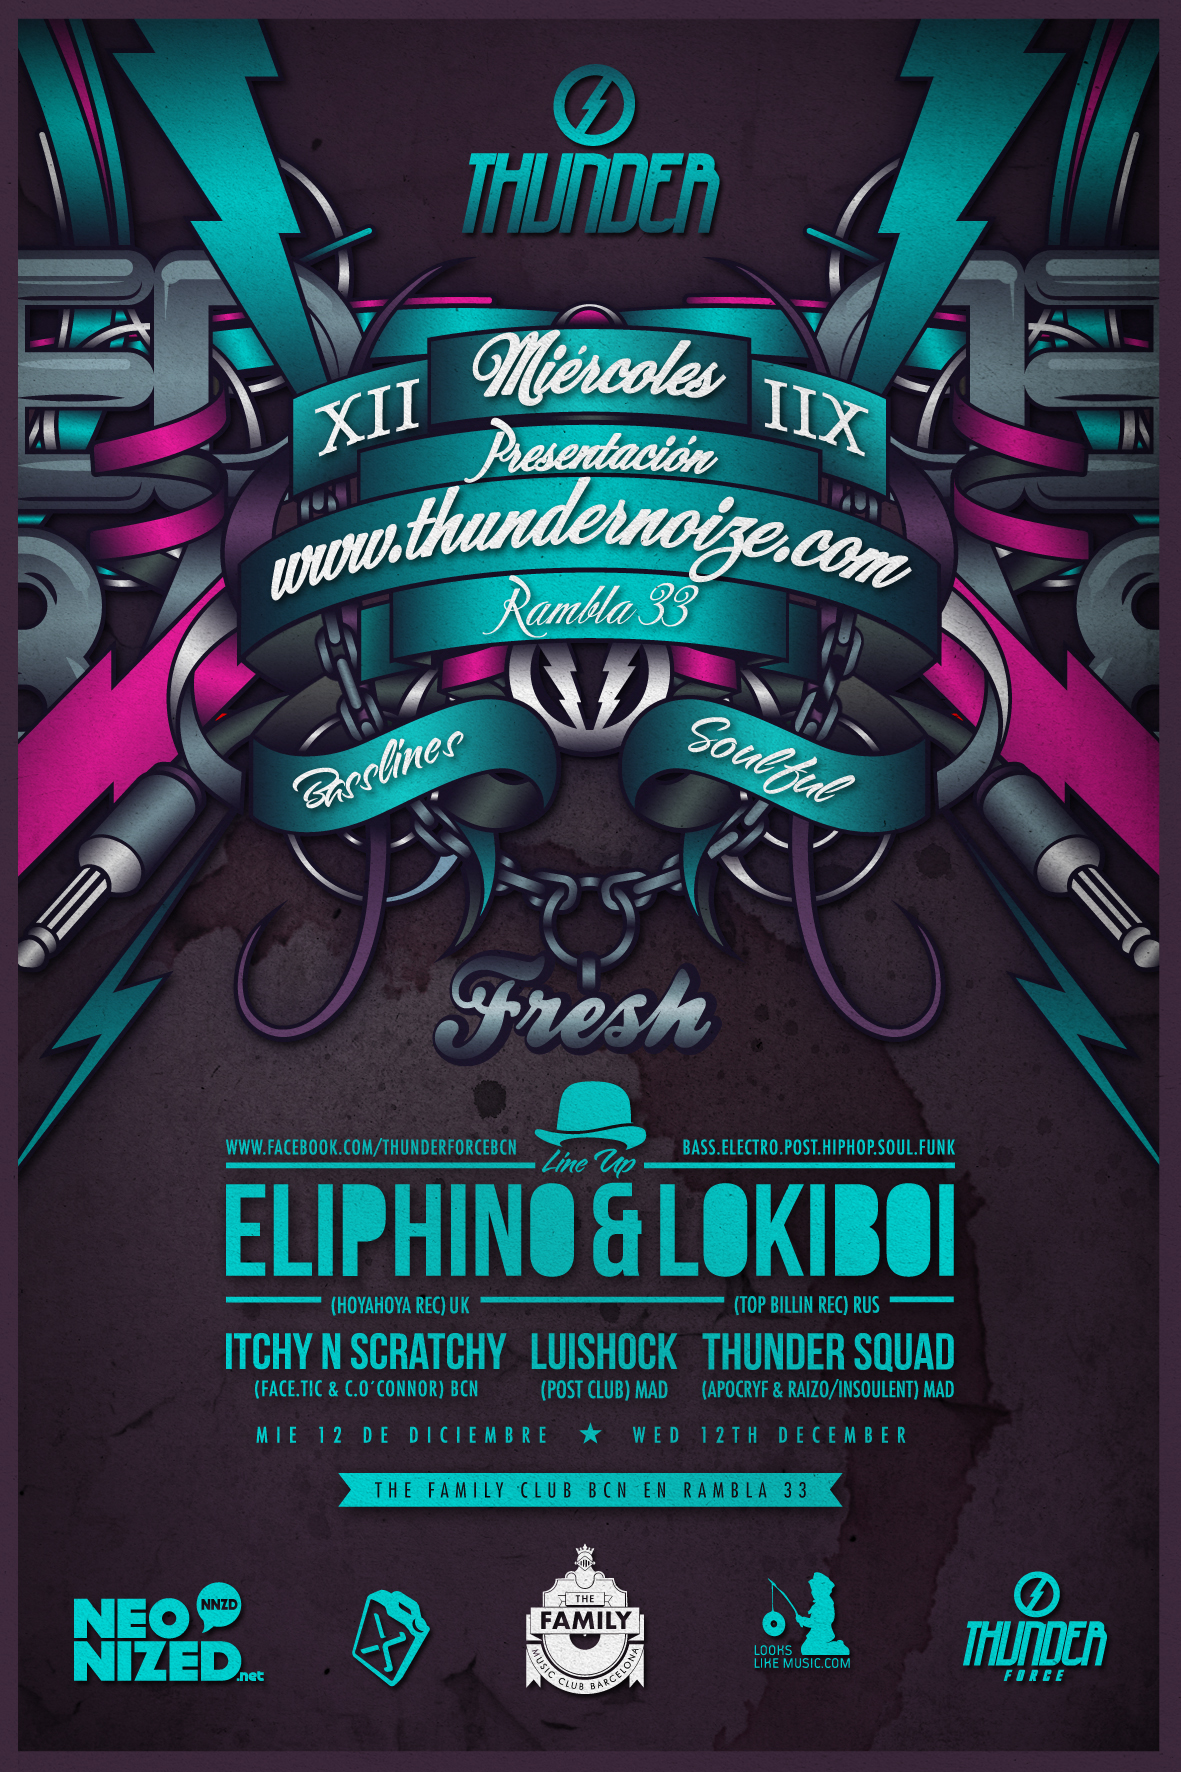 THUNDER
Miércoles
XII IIX
Presentación
www.thundernoize.com
Rambla 33
Basslines Soulful
Fresh
WWW.FACEBOOK.COM/THUNDERFORCEBCN BASS.ELECTRO.POST.HIPHOP.SOUL.FUNK
Line Up
ELIPHINO & LOKIBOI
(HOYAHOYA REC) UK (TOP BILLIN REC) RUS
ITCHY N SCRATCHY LUISHOCK THUNDER SQUAD
(FACE.TIC & C.O´CONNOR) BCN (POST CLUB) MAD (APOCRYF & RAIZO/INSOULENT) MAD
MIE 12 DE DICIEMBRE ★ WED 12TH DECEMBER
THE FAMILY CLUB BCN EN RAMBLA 33
NEO NNZD
NIZED.net
THE
FAMILY
MUSIC CLUB BARCELONA
LOOKS
LIKE MUSIC.COM
THUNDER
FORCE